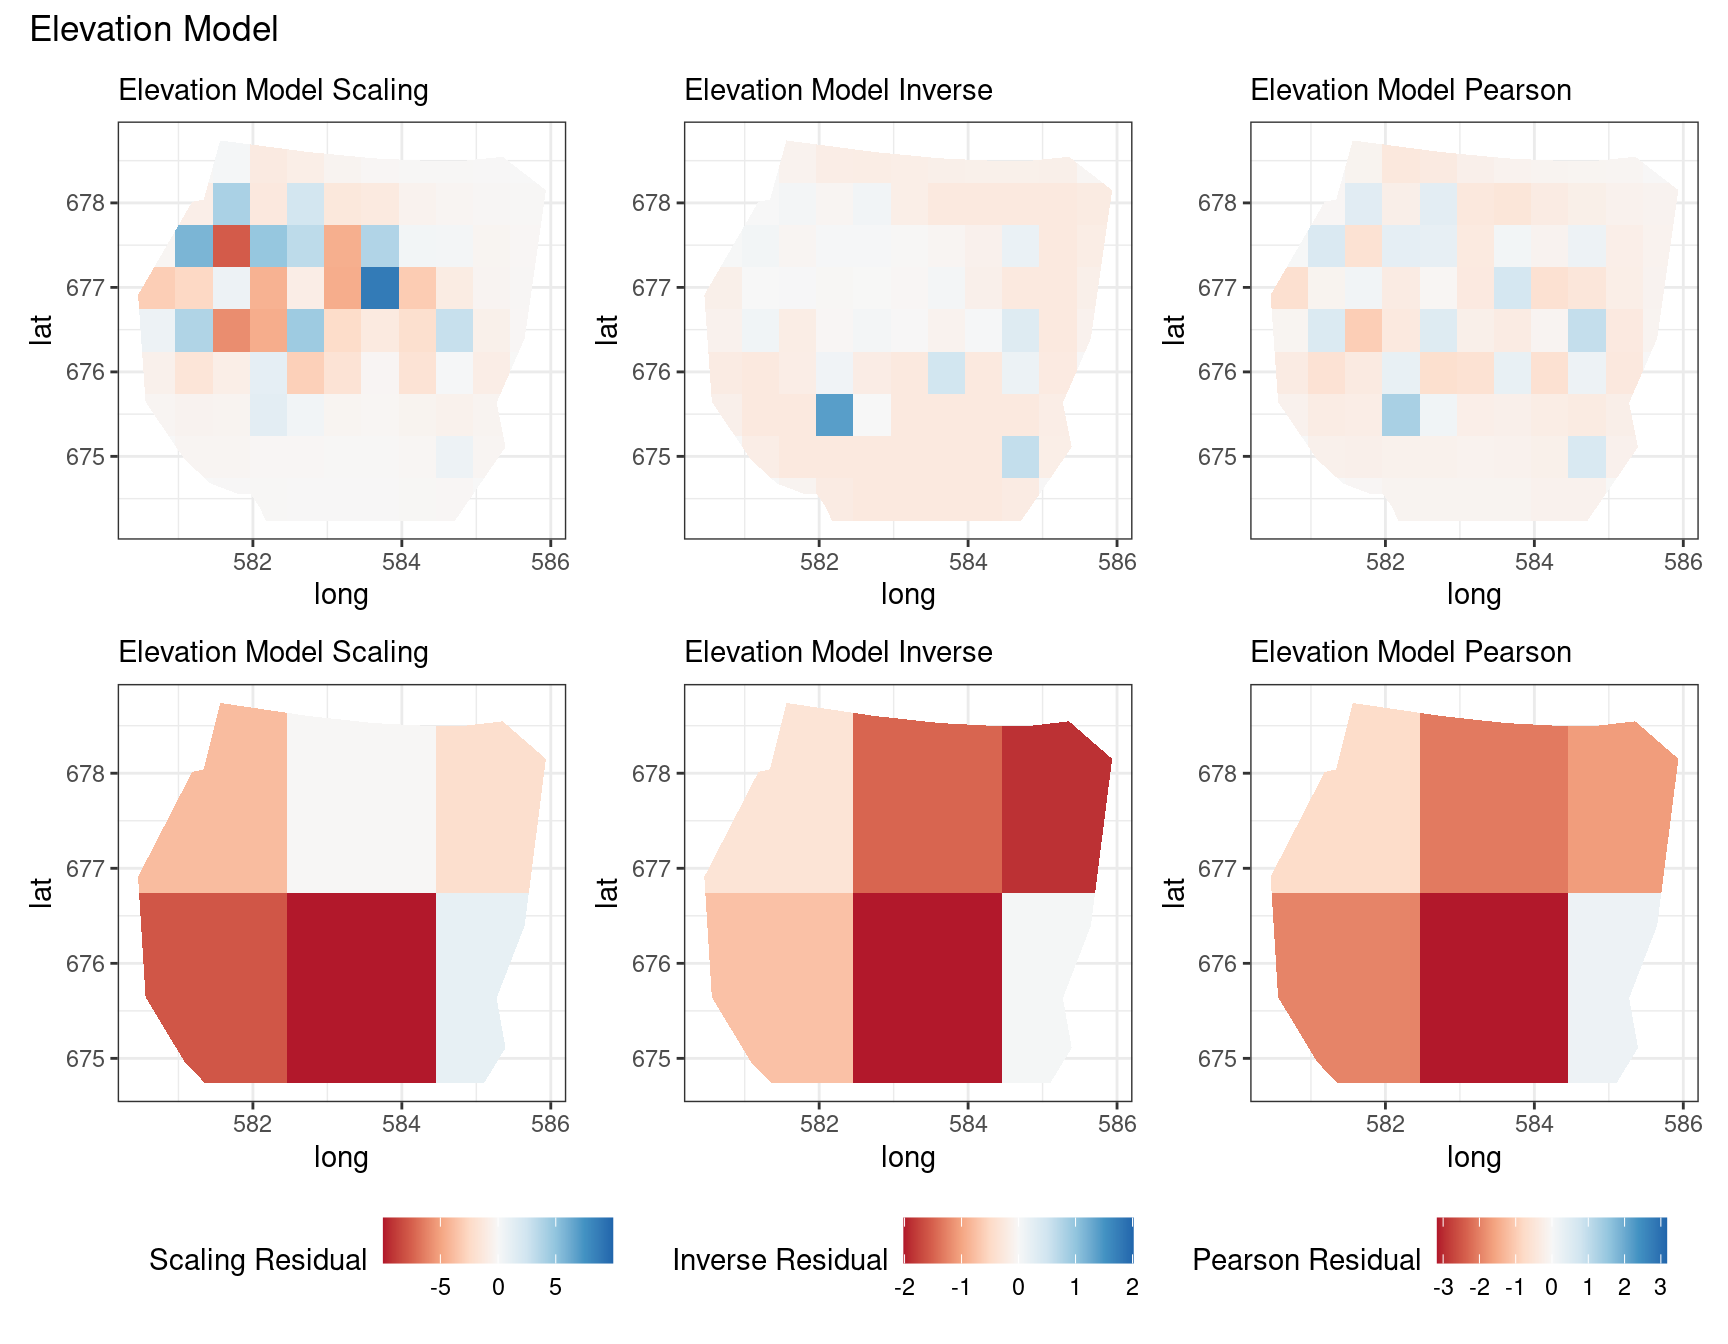 Elevation Model
Elevation Model Scaling
Elevation Model Inverse
Elevation Model Pearson
678
677
676
675
lat
582
584
586
long
678
677
676
675
lat
582
584
586
long
678
677
676
675
lat
582
584
586
long
Elevation Model Scaling
Elevation Model Inverse
Elevation Model Pearson
678
677
676
675
lat
582
584
586
long
678
677
676
675
lat
582
584
586
long
678
677
676
675
lat
582
584
586
long
Scaling Residual
-5 0 5
Inverse Residual
-2 -1 0 1 2
Pearson Residual
-3 -2 -1 0 1 2 3